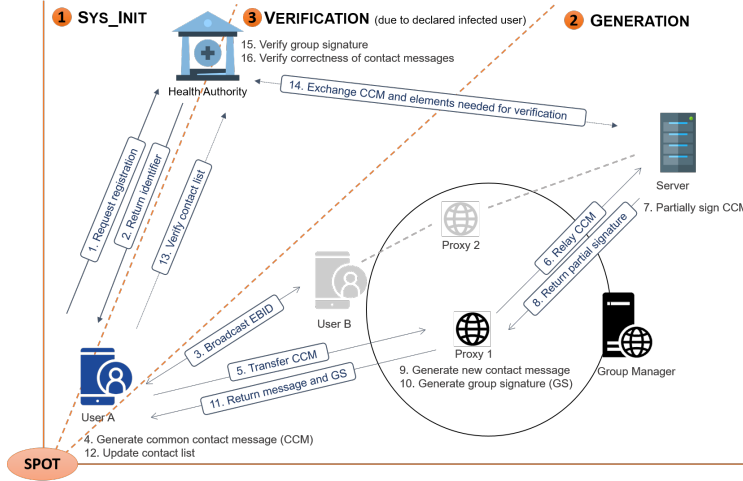 1 SYS_INIT
3 VERIFICATION (due to declared infected user)
2 GENERATION
15. Verify group signature
16. Verify correctness of contact messages
Health Authority
14. Exchange CCM and elements needed for verification
Server
7. Partially sign CCM
1. Request registration
2. Return identifier
13. Verify contact list
Proxy 2
6. Relay CCM
8. Return partial signature
User B
3. Broadcast EBID
Proxy 1
Group Manager
5. Transfer CCM
11. Return message and GS
9. Generate new contact message
10. Generate group signature (GS)
User A
4. Generate common contact message (CCM)
12. Update contact list
SPOT